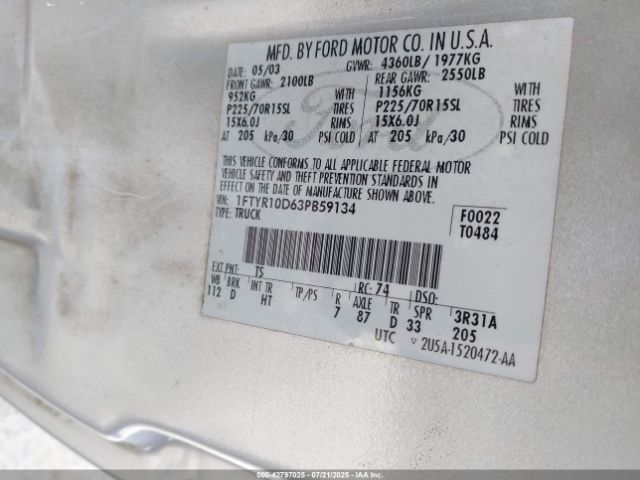 MFD. BY FORD MOTOR CO. IN U.S.A.
DATE: 05/03 GVWR: 4360LB/ 1977KG
FRONT GAWR: 2100LB REAR GAWR: 2550LB
952KG WITH 1156KG WITH
P225/70R15SL TIRES P225/70R15SL TIRES
15X6.0J RIMS 15X6.0J RIMS
AT 205 kPa/30 PSI COLD AT 205 kPa/30 PSI COLD
THIS VEHICLE CONFORMS TO ALL APPLICABLE FEDERAL MOTOR
VEHICLE SAFETY AND THEFT PREVENTION STANDARDS IN
EFFECT ON THE DATE OF MANUFACTURE SHOWN ABOVE.
VIN: 1FTYR10D63PB59134
TYPE: TRUCK
F0022
T0484
Ford
EXT PNT: TS RC: 74 DSO:
WB BRK INT TR TP/PS R AXLE TR SPR 3R31A
112 D HT 7 87 D 33 205
UTC ▽ 2U5A-1520472-AA
IN STOCK #: 42797025 07/21/2025 IAA INC.